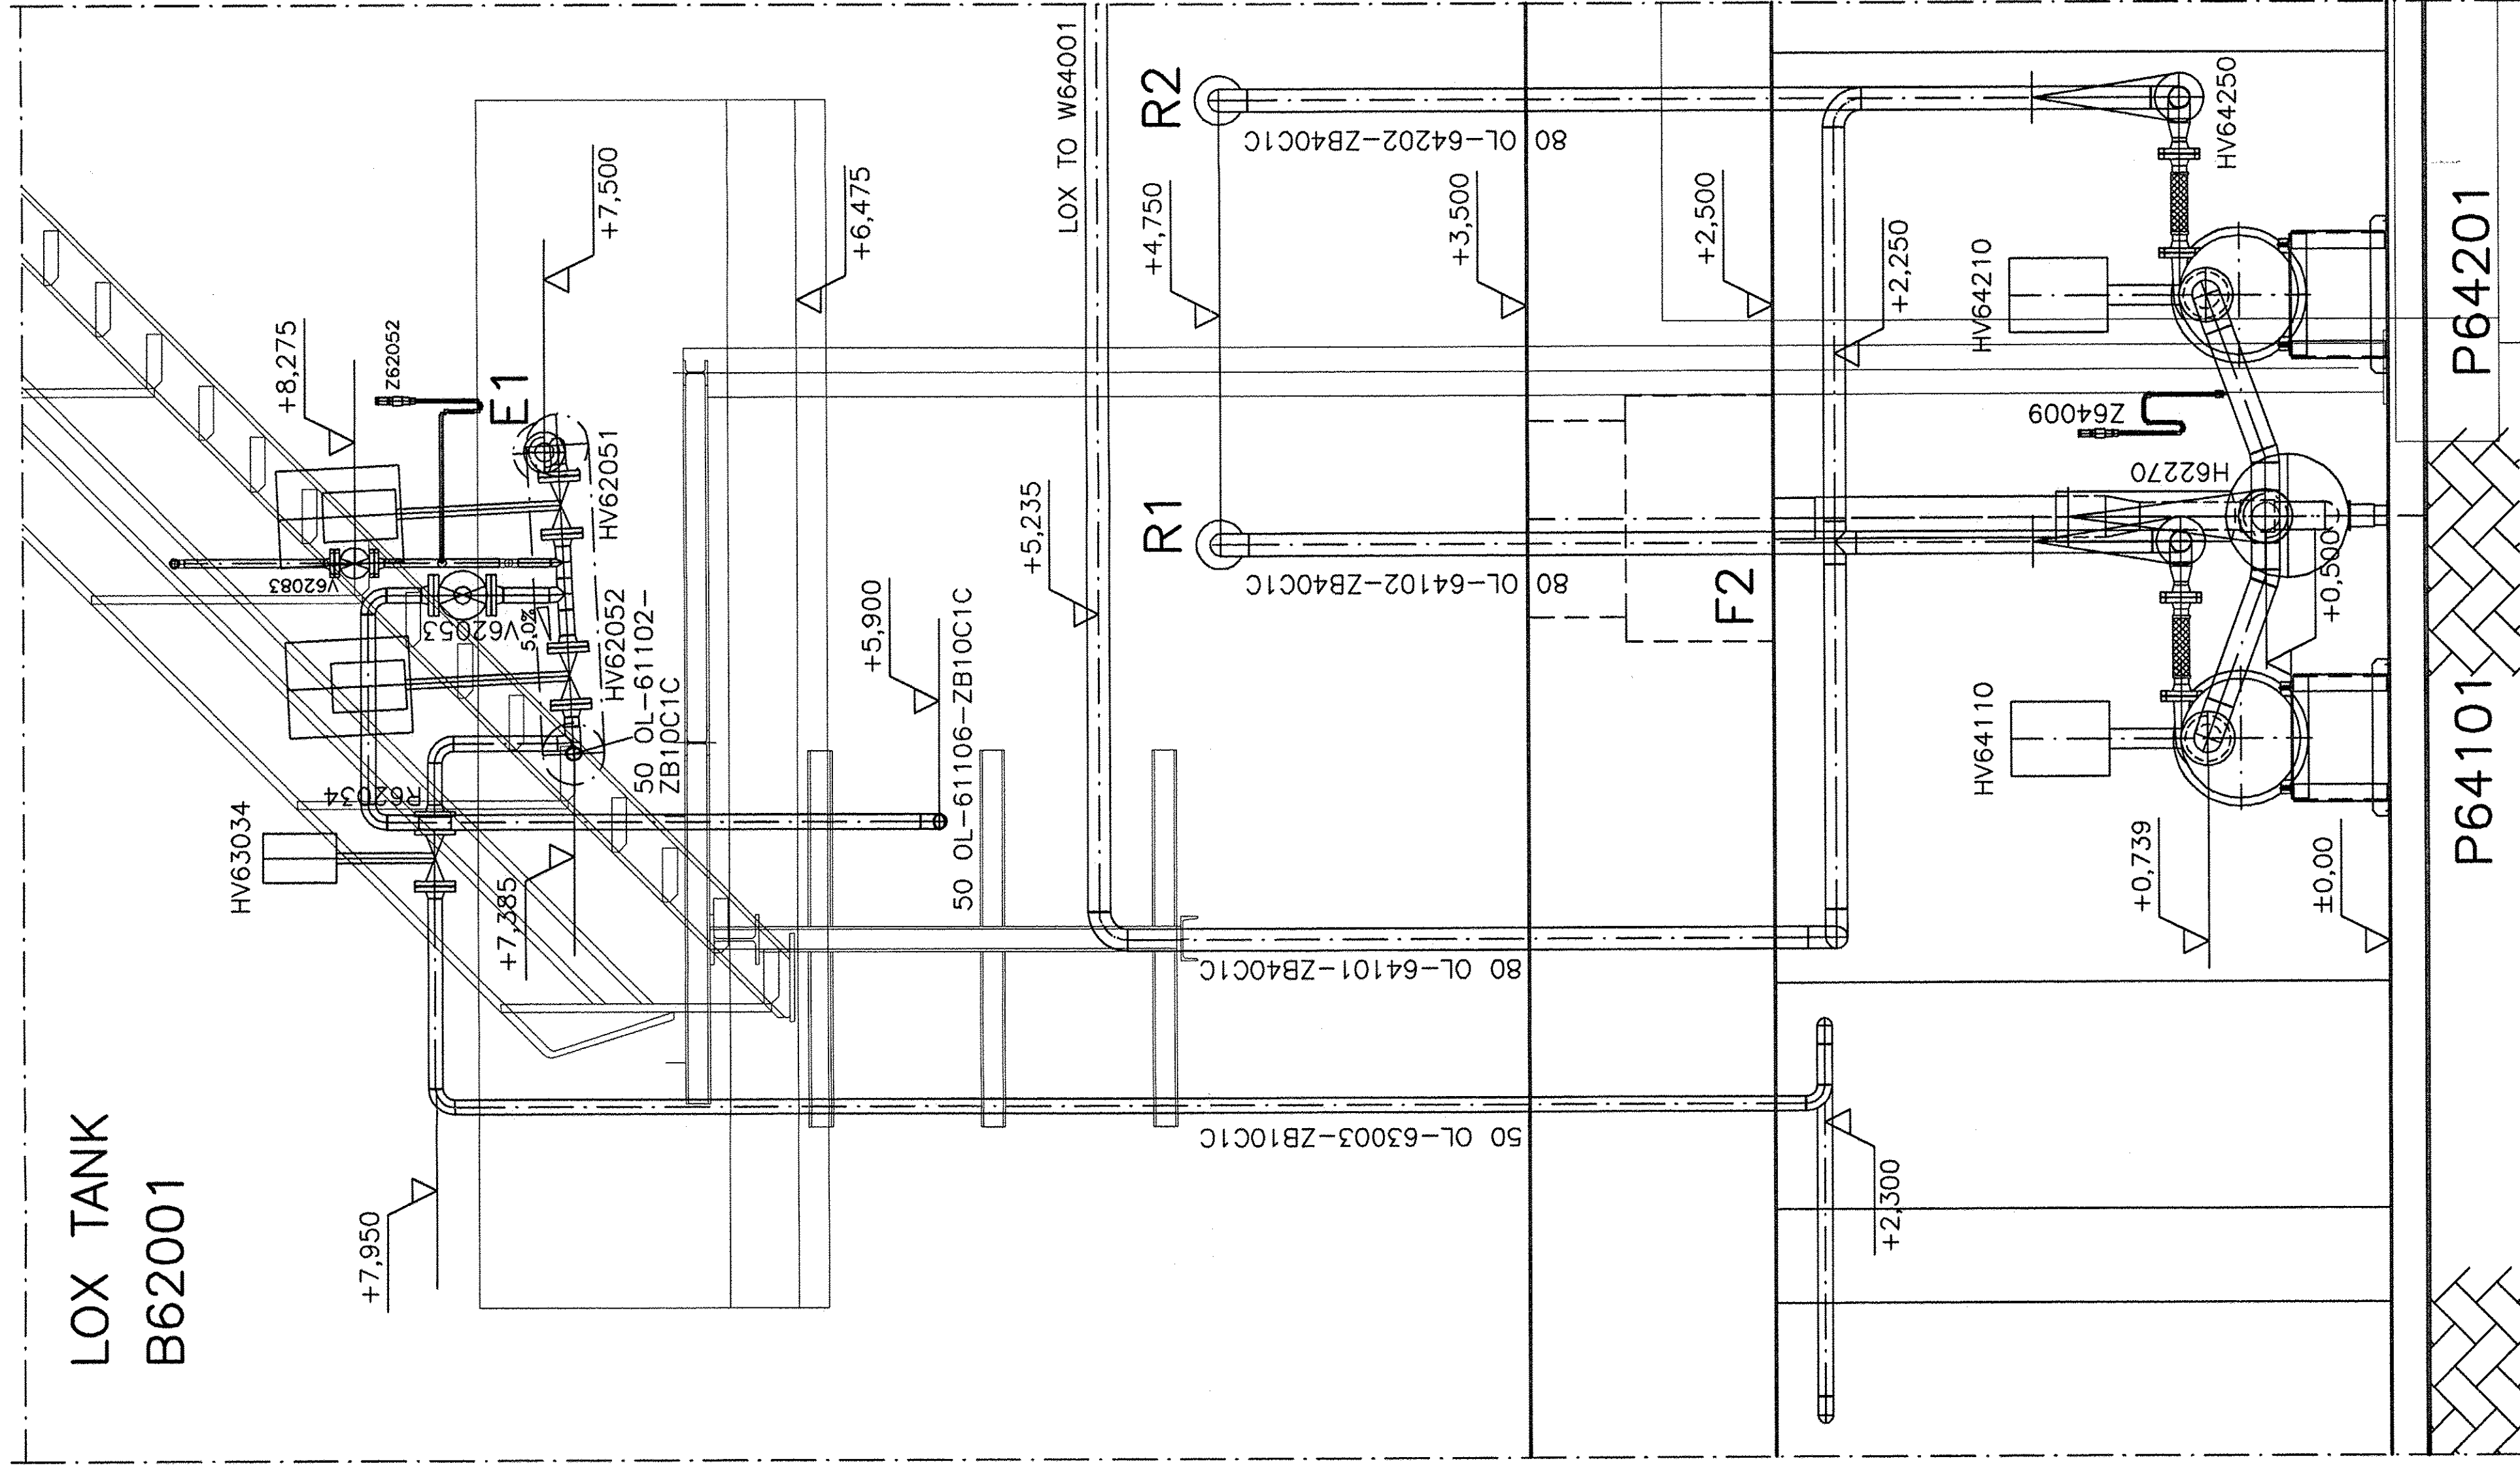 LOX TANK
B62001
+7,950
HV63034
R62034
+7,385
+8,275
Z62052
E1
+7,500
+6,475
V62083
V62053
5,0%
HV62051
HV62052
50 OL-61102-
ZB10C1C
+5,900
50 OL-61106-ZB10C1C
+5,235
LOX TO W64001
R1
R2
+4,750
80 OL-64202-ZB40C1C
80 OL-64102-ZB40C1C
80 OL-64101-ZB40C1C
50 OL-63003-ZB10C1C
+3,500
+2,500
F2
+2,250
+2,300
HV64210
HV64250
Z64009
H62270
HV64110
+0,500
+0,739
±0,00
P64101
P64201